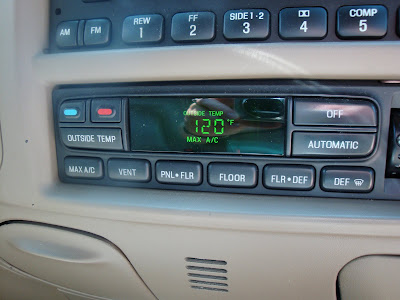 AM FM REW 1 FF 2 SIDE 1·2 3 4 COMP 5
OUTSIDE TEMP
120 °F
MAX A/C
OFF
OUTSIDE TEMP
AUTOMATIC
MAX A/C VENT PNL•FLR FLOOR FLR•DEF DEF